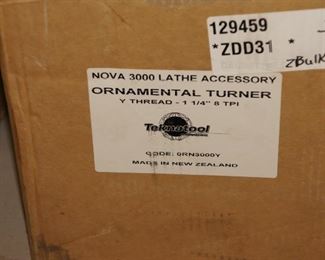 129459
*ZDD31 *
ZBulk
NOVA 3000 LATHE ACCESSORY
ORNAMENTAL TURNER
Y THREAD - 1 1/4" 8 TPI
Teknatool
CODE: 0RN3000Y
MADE IN NEW ZEALAND